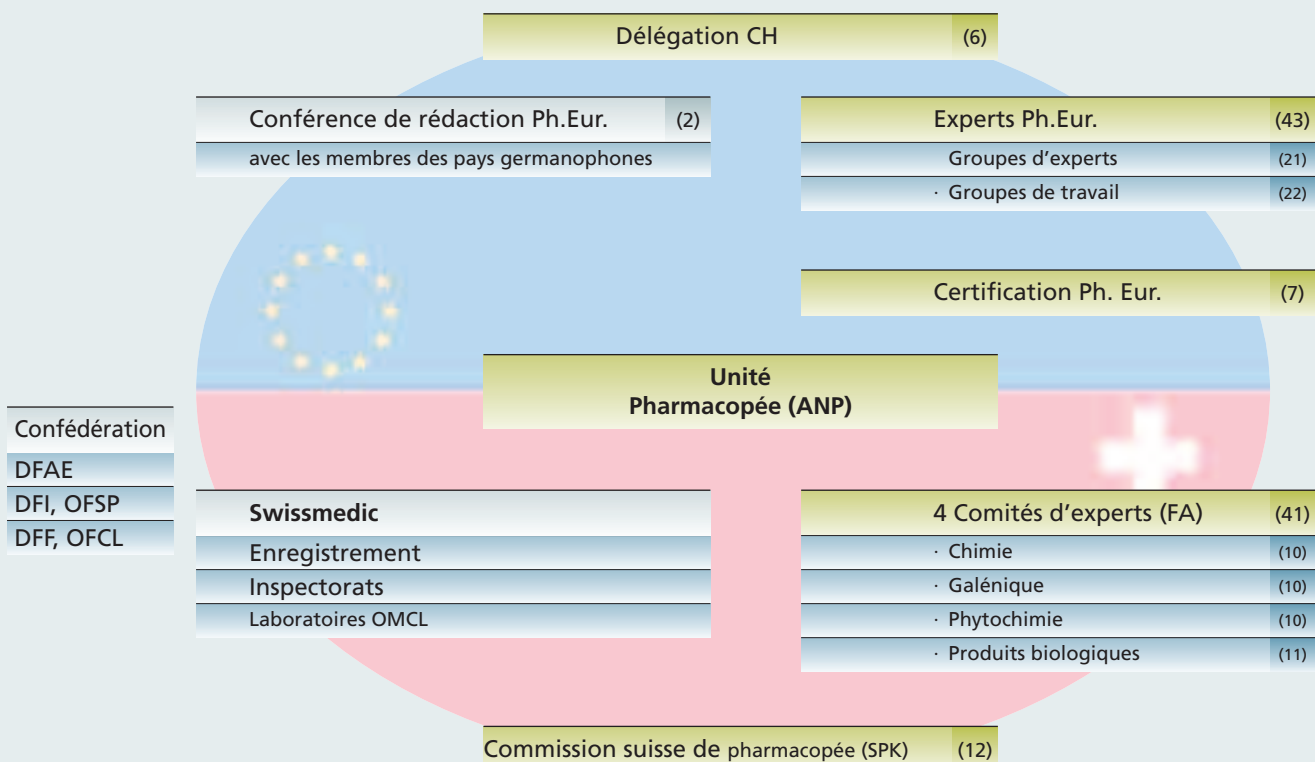 Délégation CH (6)
Conférence de rédaction Ph.Eur. (2)
avec les membres des pays germanophones
Experts Ph.Eur. (43)
Groupes d'experts (21)
· Groupes de travail (22)
Certification Ph. Eur. (7)
Unité
Pharmacopée (ANP)
Confédération
DFAE
DFI, OFSP
DFF, OFCL
Swissmedic
Enregistrement
Inspectorats
Laboratoires OMCL
4 Comités d'experts (FA) (41)
· Chimie (10)
· Galénique (10)
· Phytochimie (10)
· Produits biologiques (11)
Commission suisse de pharmacopée (SPK) (12)